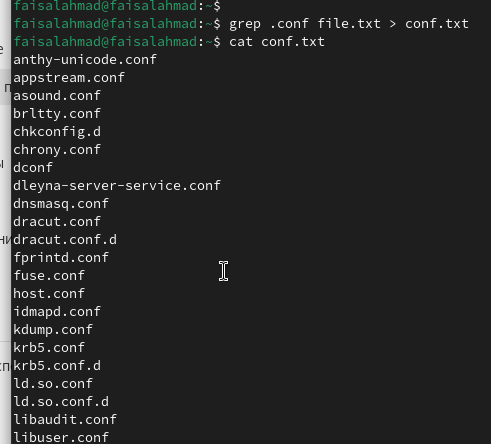 faisalahmad@faisalahmad:~$
faisalahmad@faisalahmad:~$ grep .conf file.txt > conf.txt
faisalahmad@faisalahmad:~$ cat conf.txt
anthy-unicode.conf
appstream.conf
asound.conf
brltty.conf
chkconfig.d
chrony.conf
dconf
dleyna-server-service.conf
dnsmasq.conf
dracut.conf
dracut.conf.d
fprintd.conf
fuse.conf
host.conf
idmapd.conf
kdump.conf
krb5.conf
krb5.conf.d
ld.so.conf
ld.so.conf.d
libaudit.conf
libuser.conf